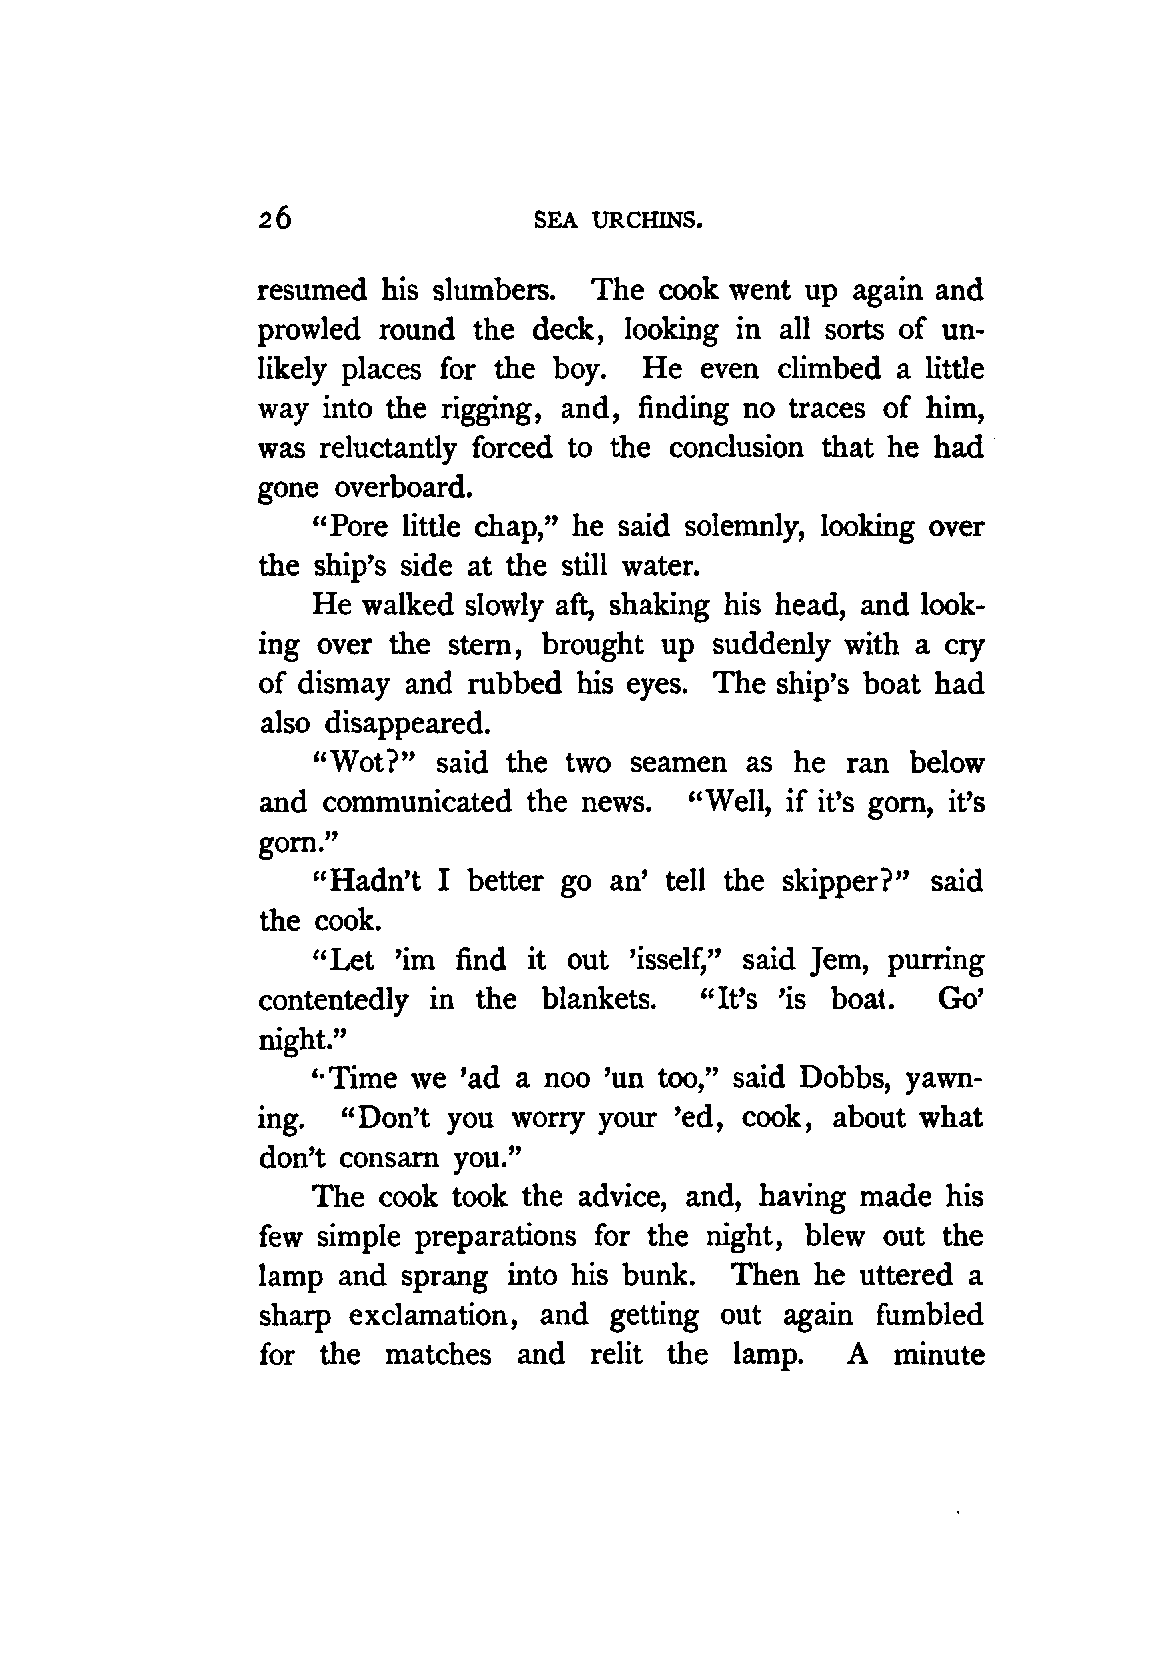 26 SEA URCHINS.
resumed his slumbers. The cook went up again and
prowled round the deck, looking in all sorts of un-
likely places for the boy. He even climbed a little
way into the rigging, and, finding no traces of him,
was reluctantly forced to the conclusion that he had
gone overboard.
“Pore little chap,” he said solemnly, looking over
the ship’s side at the still water.
He walked slowly aft, shaking his head, and look-
ing over the stern, brought up suddenly with a cry
of dismay and rubbed his eyes. The ship’s boat had
also disappeared.
“Wot?” said the two seamen as he ran below
and communicated the news. “Well, if it’s gorn, it’s
gorn.”
“Hadn’t I better go an’ tell the skipper?” said
the cook.
“Let ’im find it out ’isself,” said Jem, purring
contentedly in the blankets. “It’s ’is boat. Go’
night.”
“Time we ’ad a noo ’un too,” said Dobbs, yawn-
ing. “Don’t you worry your ’ed, cook, about what
don’t consarn you.”
The cook took the advice, and, having made his
few simple preparations for the night, blew out the
lamp and sprang into his bunk. Then he uttered a
sharp exclamation, and getting out again fumbled
for the matches and relit the lamp. A minute